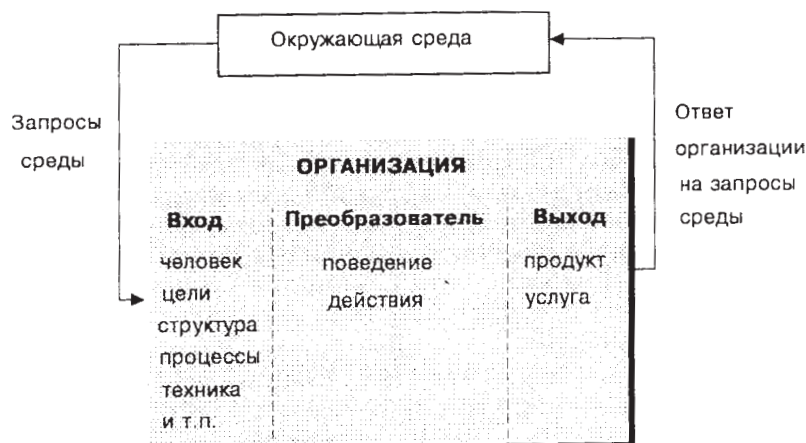 Окружающая среда
Запросы
среды
Ответ
организации
на запросы
среды
ОРГАНИЗАЦИЯ
Вход
человек
цели
структура
процессы
техника
и т.п.
Преобразователь
поведение
действия
Выход
продукт
услуга